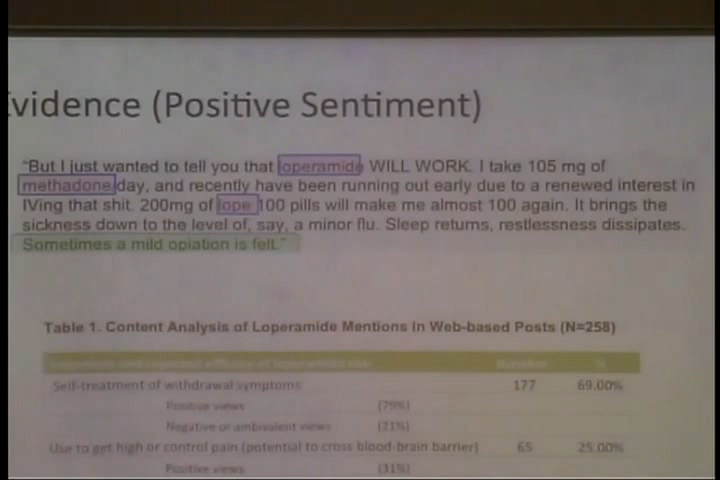 vidence (Positive Sentiment)
"But I just wanted to tell you that loperamide WILL WORK. I take 105 mg of
methadone day, and recently have been running out early due to a renewed interest in
IVing that shit. 200mg of lope 100 pills will make me almost 100 again. It brings the
sickness down to the level of, say, a minor flu. Sleep returns, restlessness dissipates.
Sometimes a mild opiation is felt."
Table 1. Content Analysis of Loperamide Mentions in Web-based Posts (N=258)
Number %
Self-treatment of withdrawal symptoms 177 69.00%
Positive views (79%)
Negative or ambivalent views (21%)
Use to get high or control pain (potential to cross blood-brain barrier) 65 25.00%
Positive views (31%)